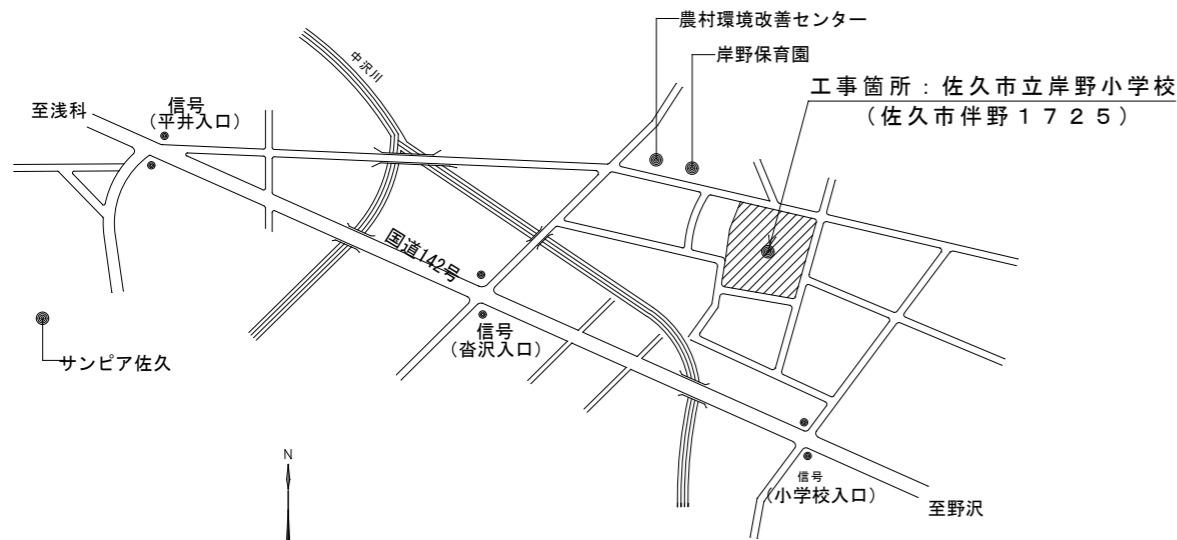 農村環境改善センター
岸野保育園
工事箇所：佐久市立岸野小学校
（佐久市伴野１７２５）
中沢川
至浅科
信号
（平井入口）
国道142号
信号
（沓沢入口）
サンピア佐久
信号
（小学校入口）
至野沢
N